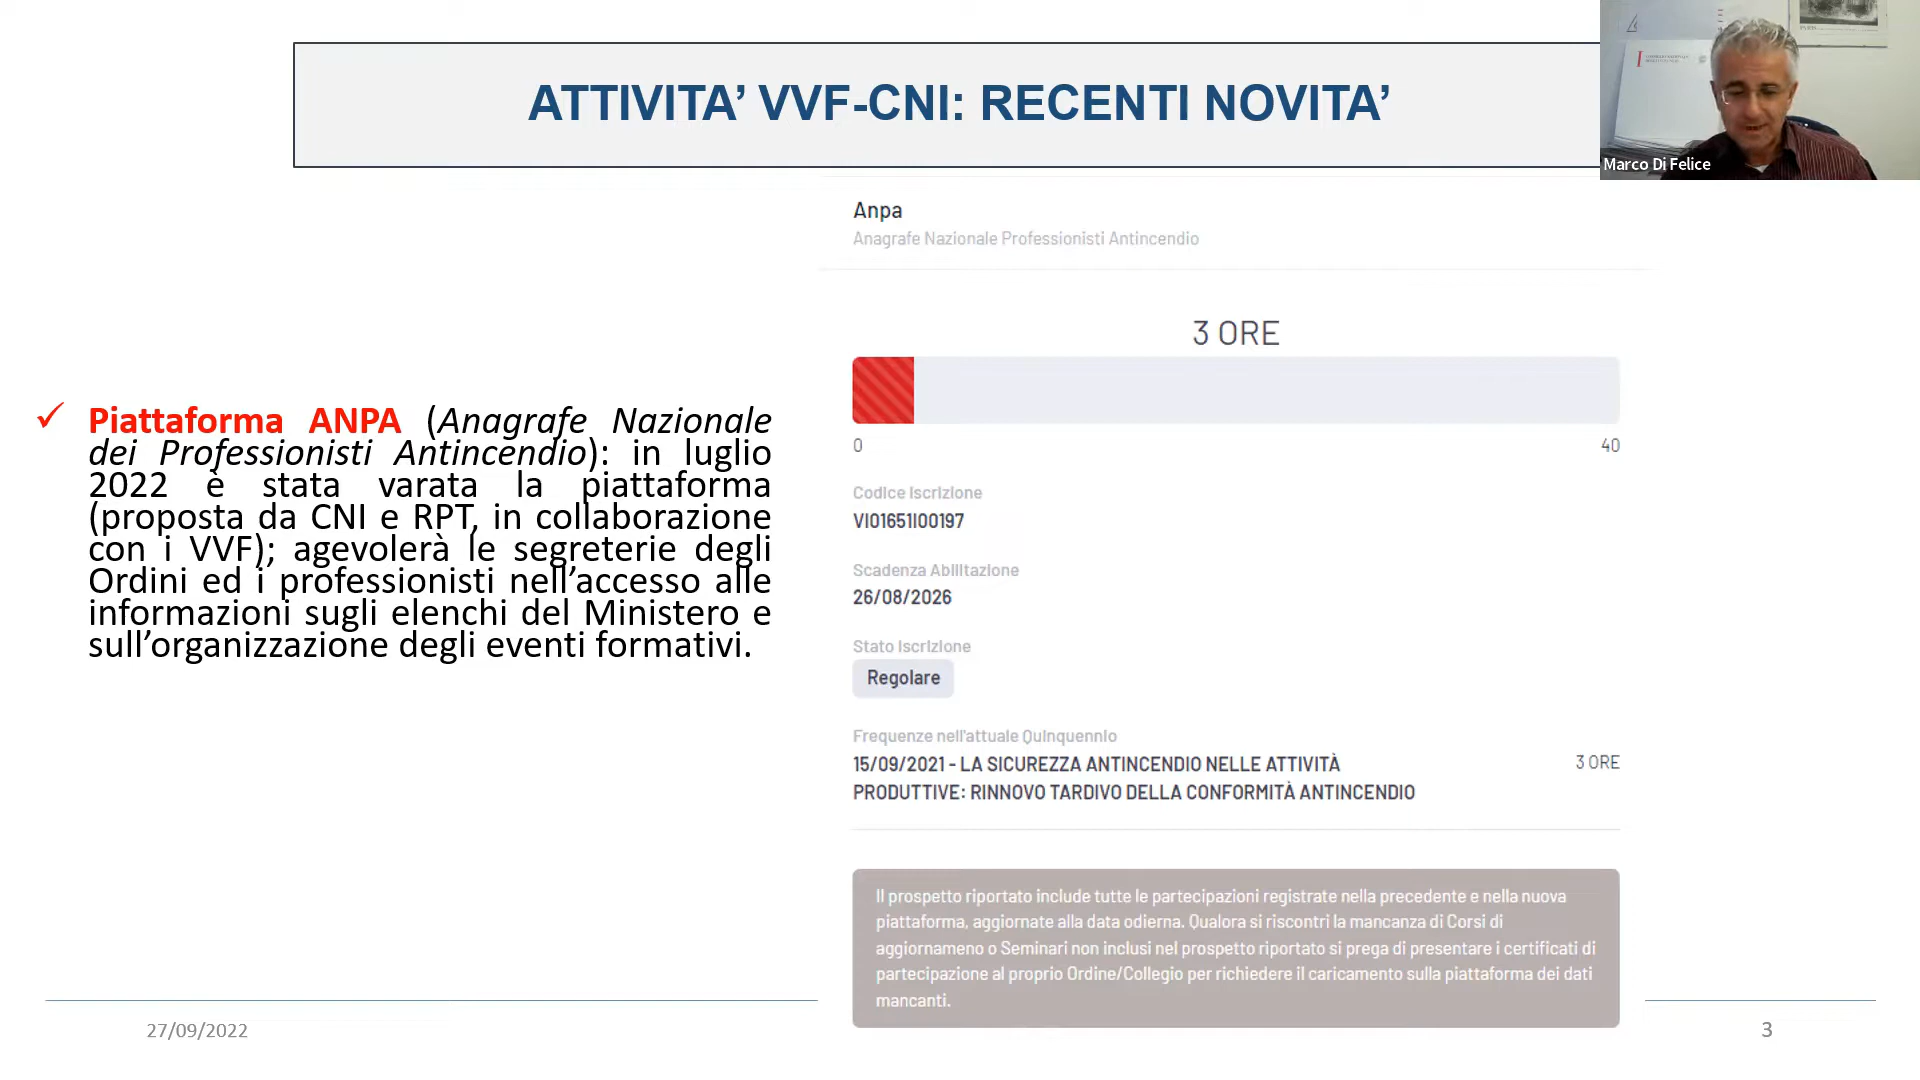 ATTIVITA’ VVF-CNI: RECENTI NOVITA’
Marco Di Felice
Piattaforma ANPA (Anagrafe Nazionale
dei Professionisti Antincendio): in luglio
2022 è stata varata la piattaforma
(proposta da CNI e RPT, in collaborazione
con i VVF); agevolerà le segreterie degli
Ordini ed i professionisti nell’accesso alle
informazioni sugli elenchi del Ministero e
sull’organizzazione degli eventi formativi.
Anpa
Anagrafe Nazionale Professionisti Antincendio
3 ORE
0 40
Codice Iscrizione
VI01651I00197
Scadenza Abilitazione
26/08/2026
Stato Iscrizione
Regolare
Frequenze nell'attuale Quinquennio
15/09/2021 - LA SICUREZZA ANTINCENDIO NELLE ATTIVITÀ 3 ORE
PRODUTTIVE: RINNOVO TARDIVO DELLA CONFORMITÀ ANTINCENDIO
Il prospetto riportato include tutte le partecipazioni registrate nella precedente e nella nuova
piattaforma, aggiornate alla data odierna. Qualora si riscontri la mancanza di Corsi di
aggiornamento o Seminari non inclusi nel prospetto riportato si prega di presentare i certificati di
partecipazione al proprio Ordine/Collegio per richiedere il caricamento sulla piattaforma dei dati
mancanti.
27/09/2022
3